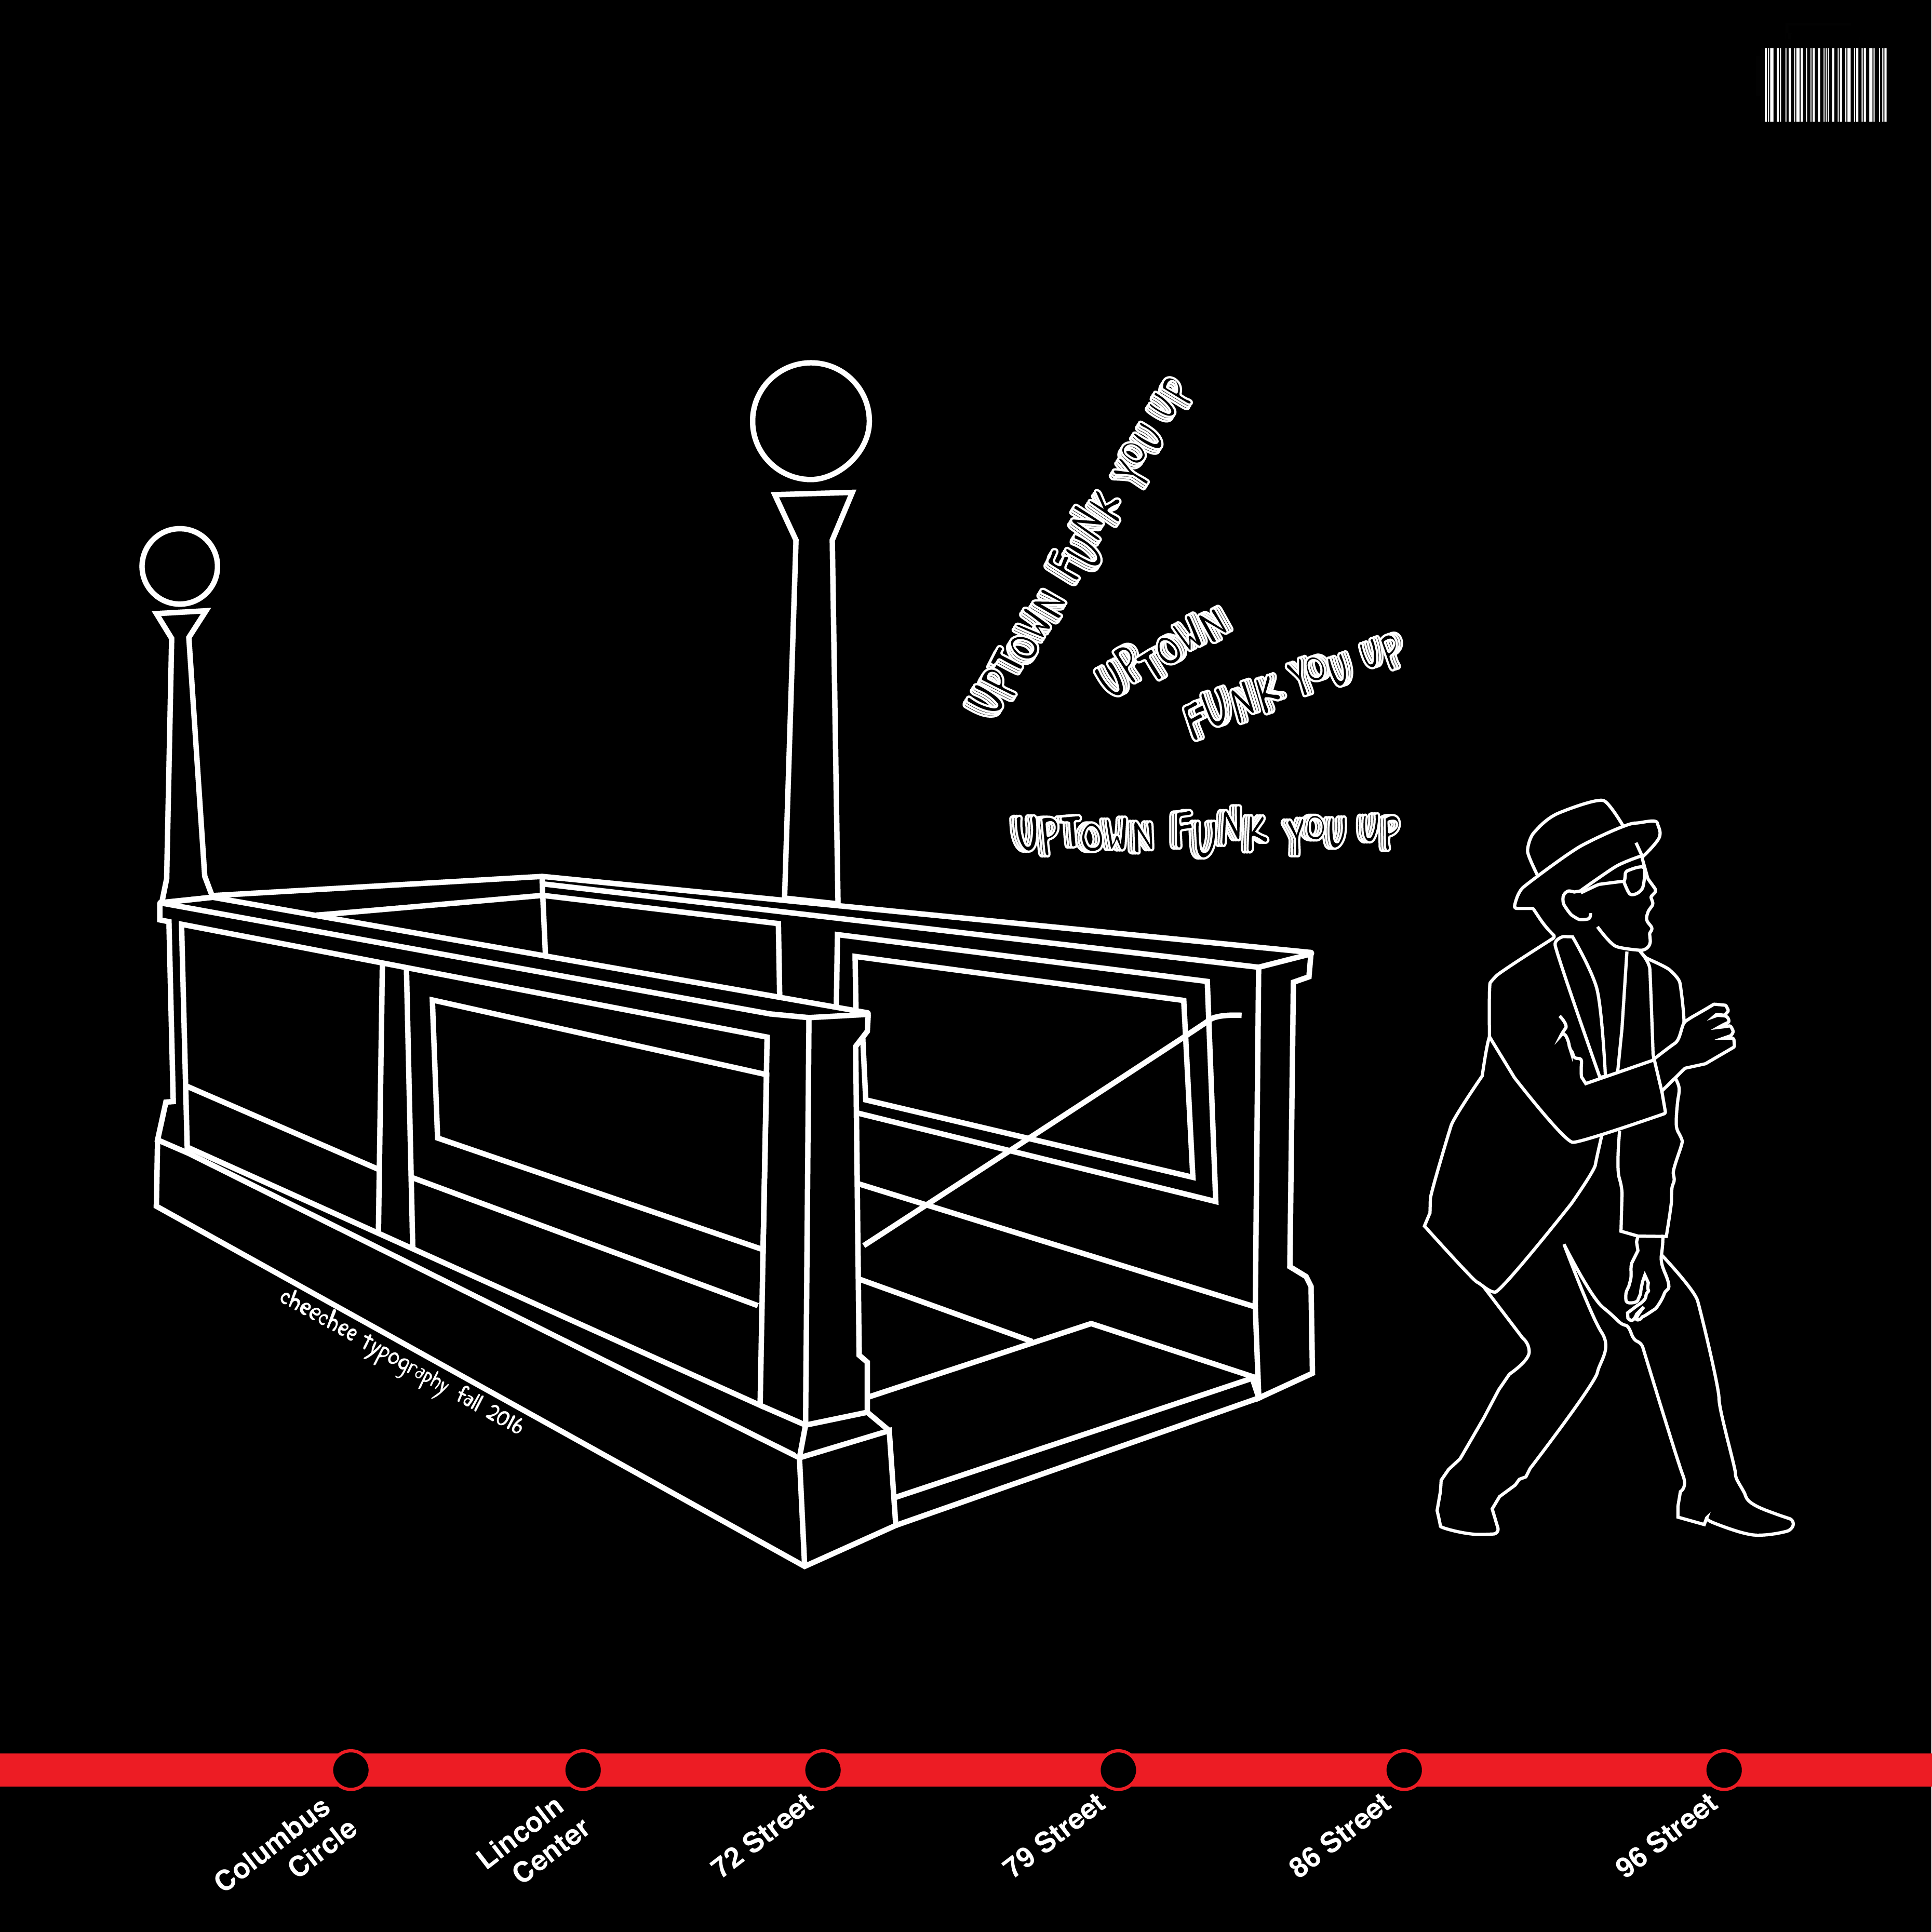 UPTOWN FUNK YOU UP
UPTOWN
FUNK YOU UP
UPTOWN FUNK YOU UP
cheechee typography fall 2016
Columbus
Circle
Lincoln
Center
72 Street
79 Street
86 Street
96 Street